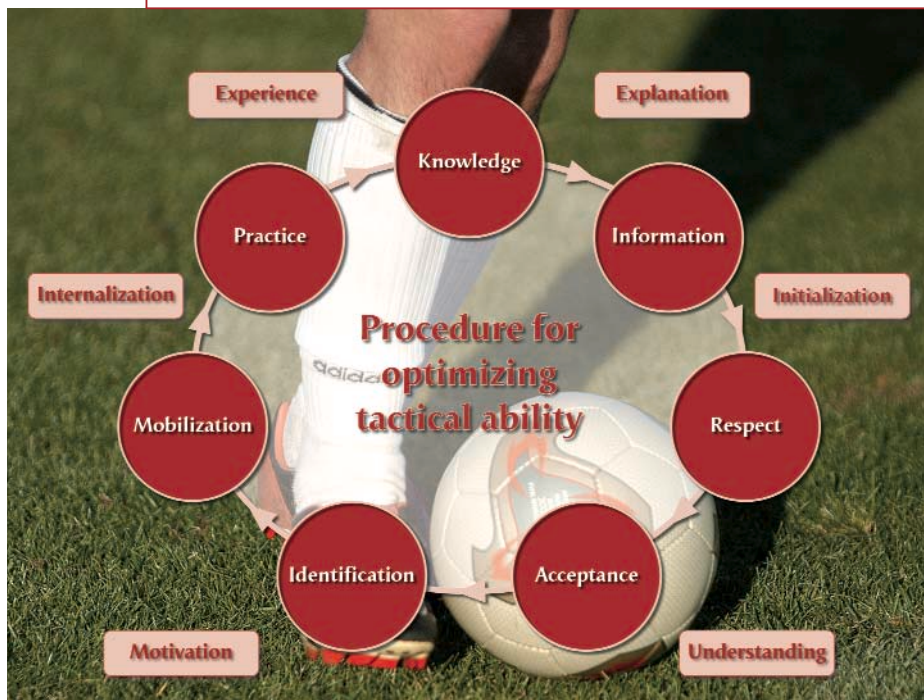 Experience
Explanation
Knowledge
Practice
Information
Internalization
Initialization
Procedure for
optimizing
tactical ability
adidas
Mobilization
Respect
Identification
Acceptance
Motivation
Understanding